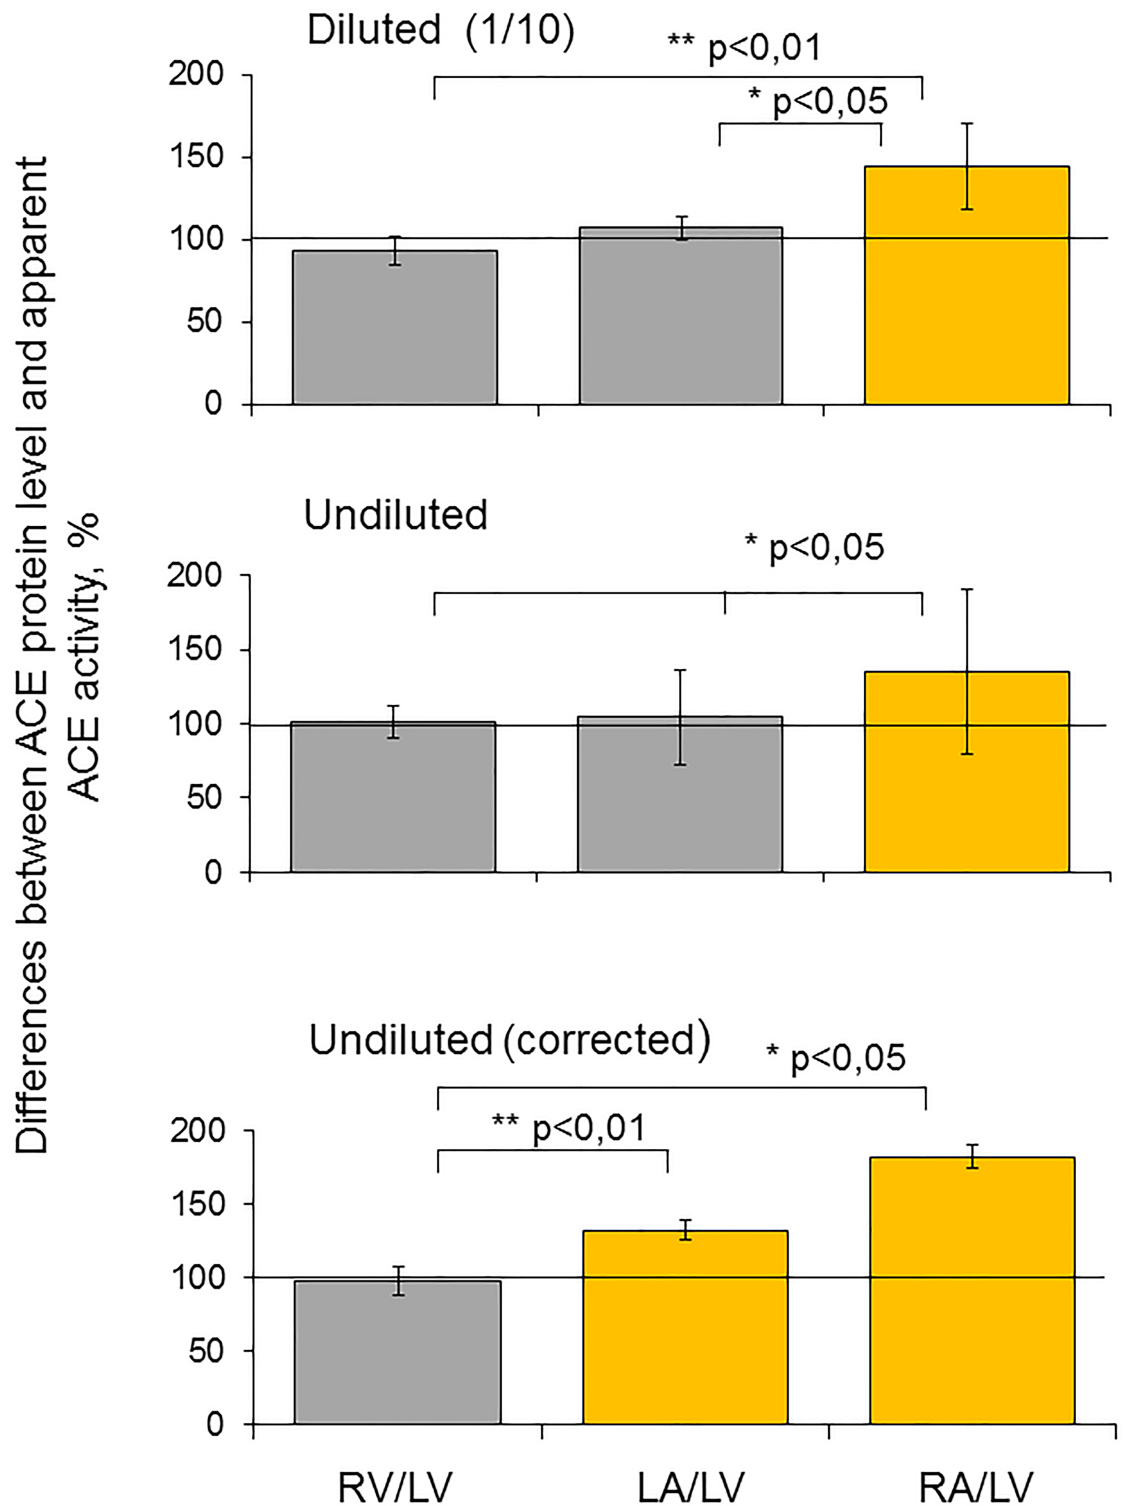 Differences between ACE protein level and apparent
ACE activity, %
Diluted (1/10)
** p<0,01
* p<0,05
200
150
100
50
0
Undiluted
* p<0,05
200
150
100
50
0
Undiluted (corrected)
* p<0,05
** p<0,01
200
150
100
50
0
RV/LV LA/LV RA/LV